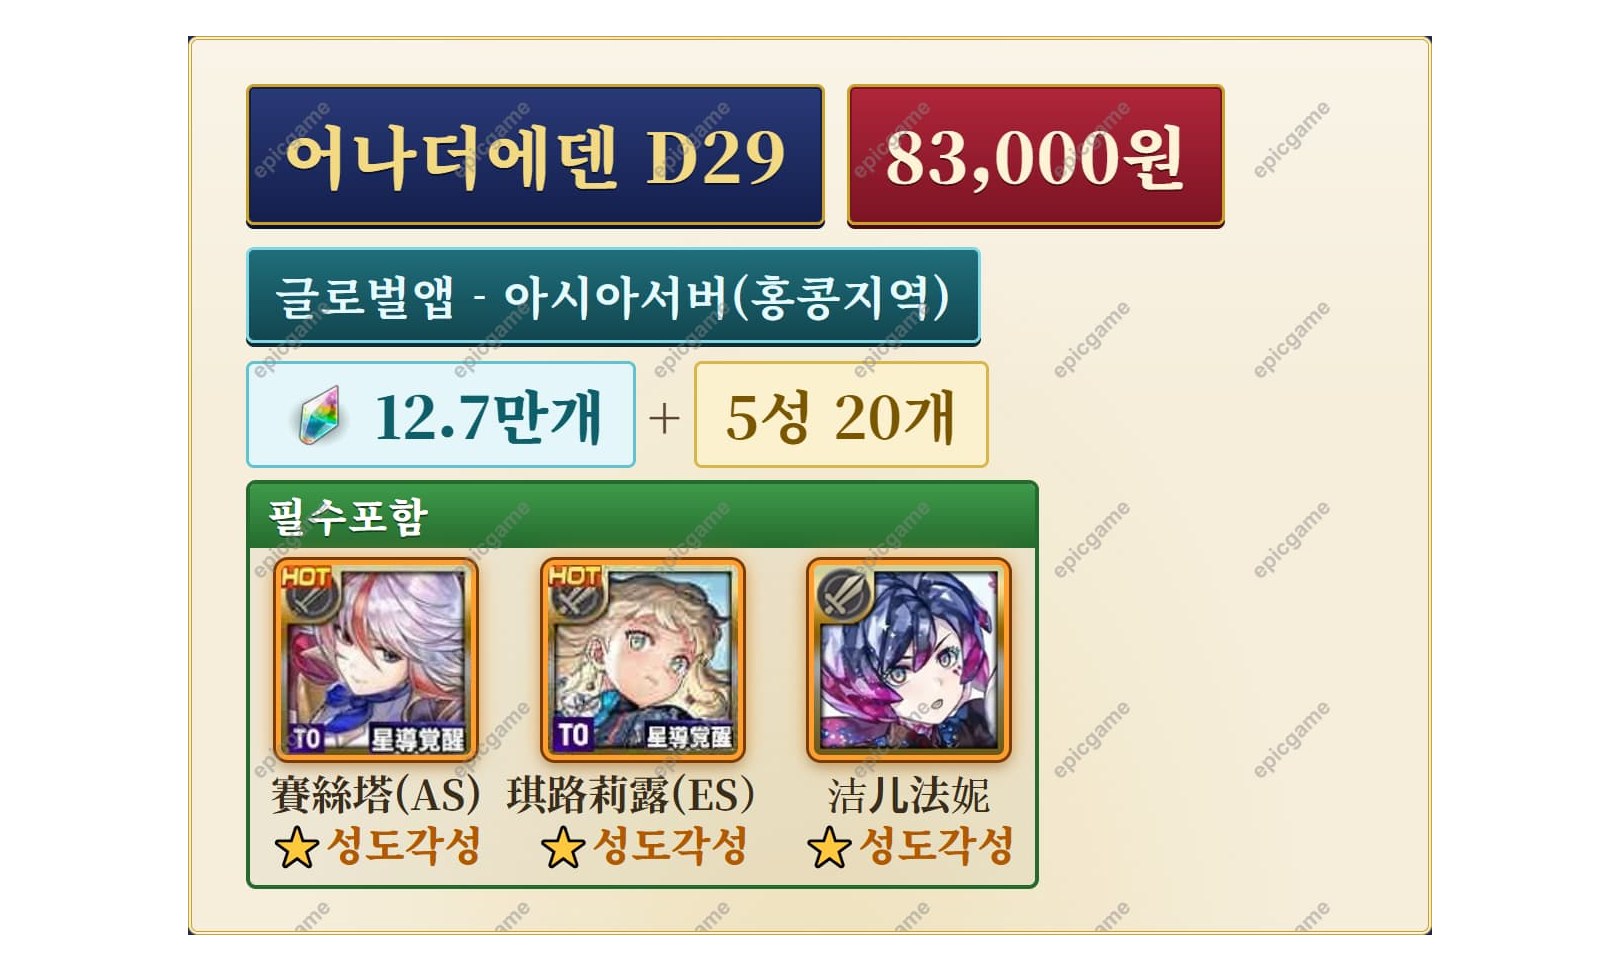 어나더에덴 D29
83,000원
글로벌앱 - 아시아서버(홍콩지역)
12.7만개 + 5성 20개
필수포함
HOT HOT
T0 星導覚醒 T0 星導覚醒
賽絲塔(AS) 琪路莉露(ES) 洁儿法妮
성도각성 성도각성 성도각성
epicgame